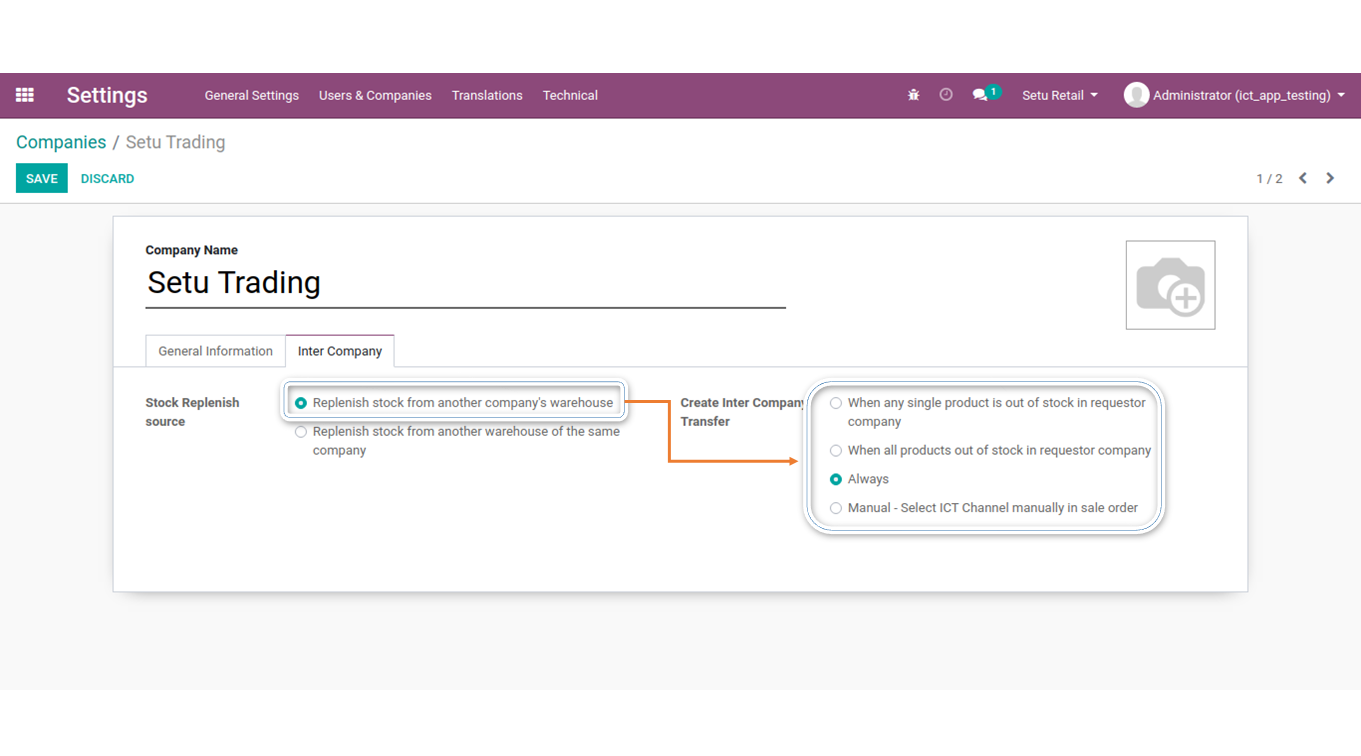 Settings General Settings Users & Companies Translations Technical 1 Setu Retail Administrator (ict_app_testing)
Companies / Setu Trading
SAVE DISCARD 1 / 2
Company Name
Setu Trading
General Information Inter Company
Stock Replenish source
Replenish stock from another company's warehouse
Replenish stock from another warehouse of the same
company
Create Inter Company
Transfer
When any single product is out of stock in requestor
company
When all products out of stock in requestor company
Always
Manual - Select ICT Channel manually in sale order